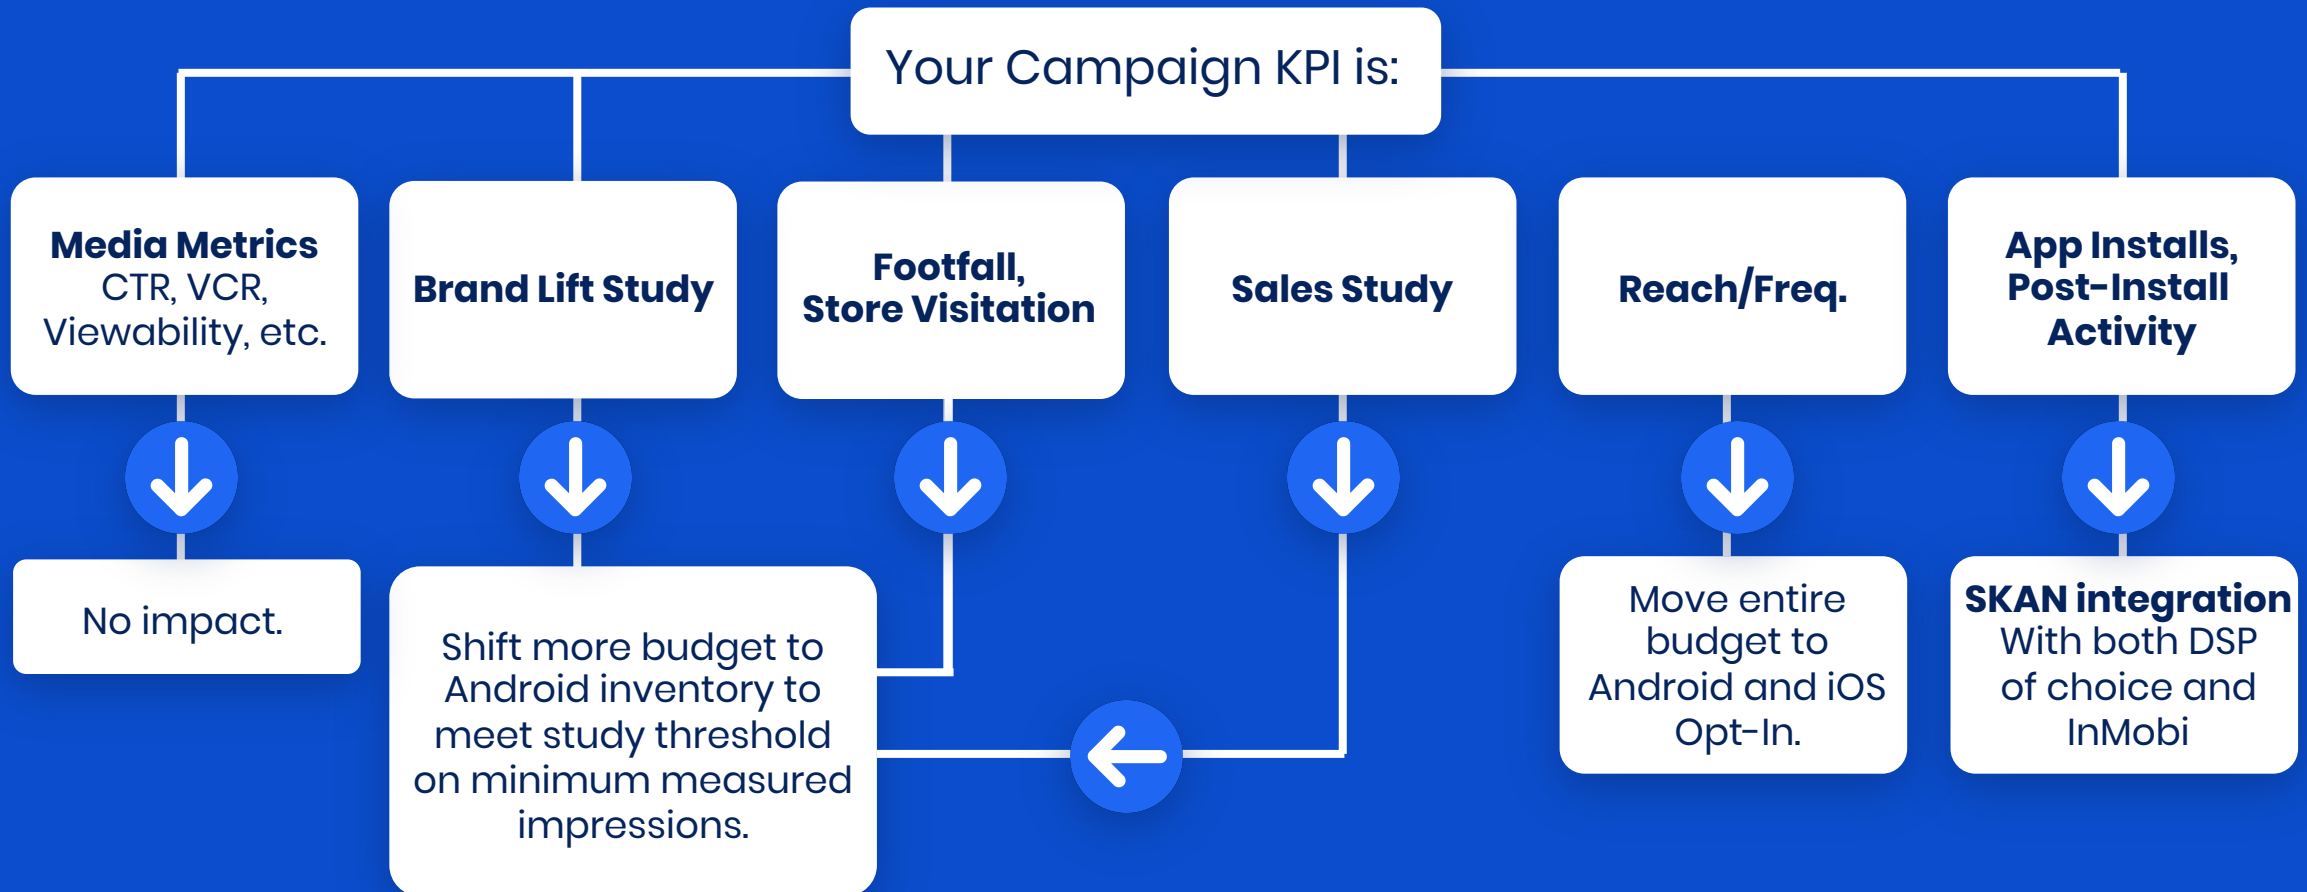 Your Campaign KPI is:
Media Metrics
CTR, VCR,
Viewability, etc.
Brand Lift Study
Footfall,
Store Visitation
Sales Study
Reach/Freq.
App Installs,
Post-Install
Activity
No impact.
Shift more budget to
Android inventory to
meet study threshold
on minimum measured
impressions.
Move entire
budget to
Android and iOS
Opt-In.
SKAN integration
With both DSP
of choice and
InMobi